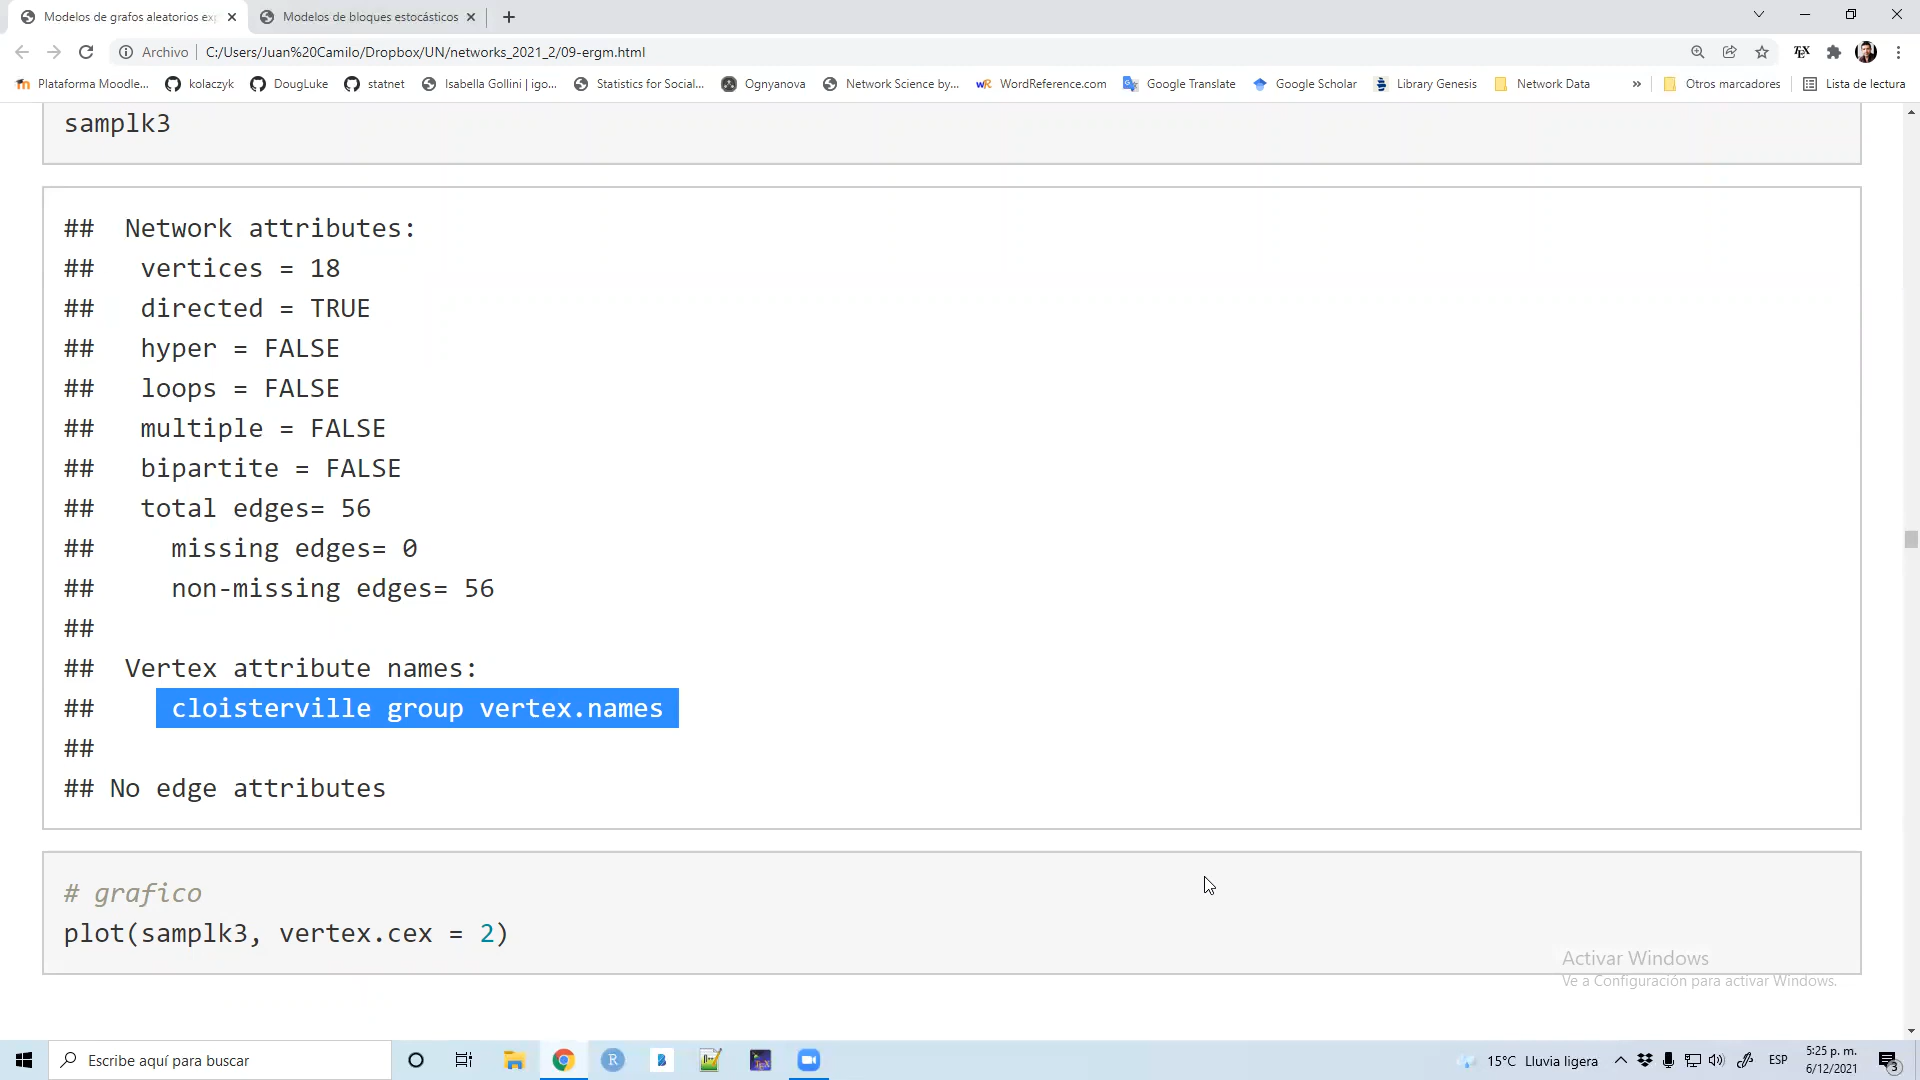 Modelos de grafos aleatorios exp
Modelos de bloques estocásticos
Archivo
C:/Users/Juan%20Camilo/Dropbox/UN/networks_2021_2/09-ergm.html
Plataforma Moodle...
kolaczyk
DougLuke
statnet
Isabella Gollini | igo...
Statistics for Social...
Ognyanova
Network Science by...
WordReference.com
Google Translate
Google Scholar
Library Genesis
Network Data
»
Otros marcadores
Lista de lectura
samplk3
##  Network attributes:
##   vertices = 18
##   directed = TRUE
##   hyper = FALSE
##   loops = FALSE
##   multiple = FALSE
##   bipartite = FALSE
##   total edges= 56
##     missing edges= 0
##     non-missing edges= 56
##
##  Vertex attribute names:
##     cloisterville group vertex.names
##
## No edge attributes
# grafico
plot(samplk3, vertex.cex = 2)
Activar Windows
Ve a Configuración para activar Windows.
Escribe aquí para buscar
15°C Lluvia ligera
ESP
5:25 p. m.
6/12/2021
3